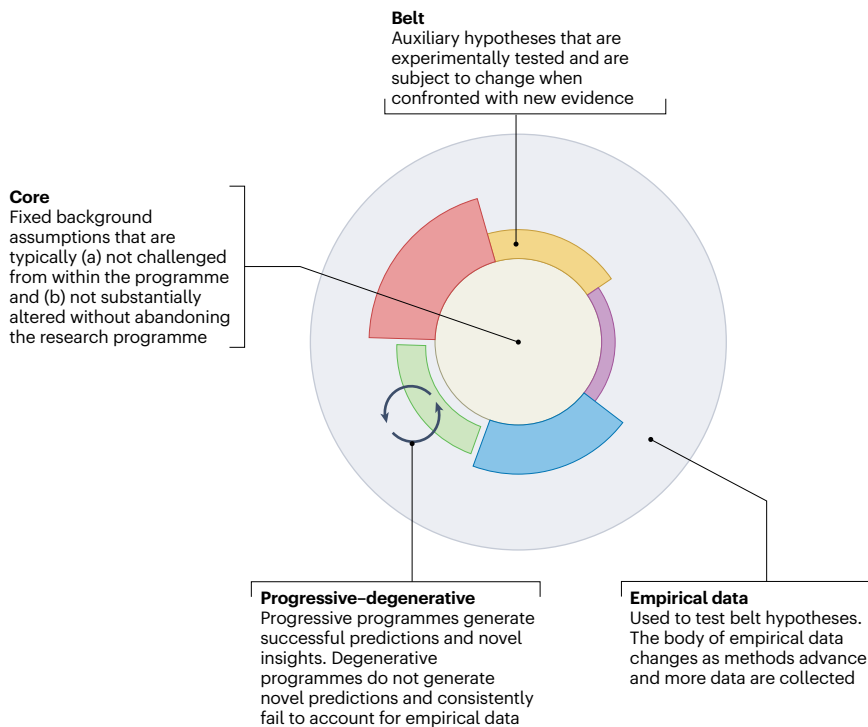 Belt
Auxiliary hypotheses that are
experimentally tested and are
subject to change when
confronted with new evidence
Core
Fixed background
assumptions that are
typically (a) not challenged
from within the programme
and (b) not substantially
altered without abandoning
the research programme
Progressive–degenerative
Progressive programmes generate
successful predictions and novel
insights. Degenerative
programmes do not generate
novel predictions and consistently
fail to account for empirical data
Empirical data
Used to test belt hypotheses.
The body of empirical data
changes as methods advance
and more data are collected